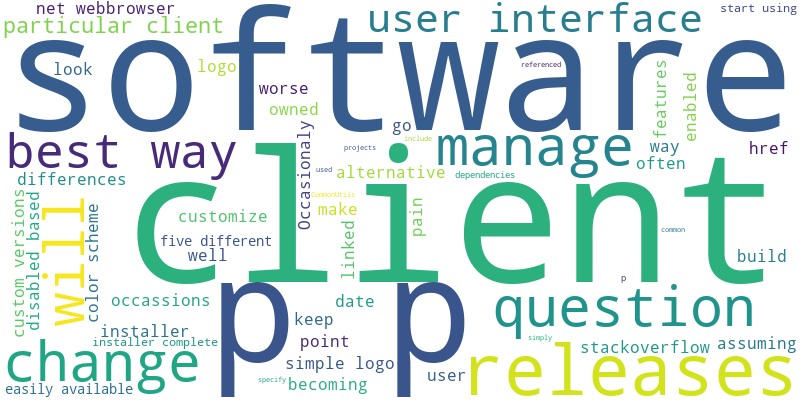 net webbrowser
start using
particular client
user interface
software
look
logo
worse
owned
referenced
features
enabled
go
best way
Occasionaly
projects
include
manage
way
href
often
differences
used
alternative
dependencies
client
custom versions
disabled based
will
color scheme
customize
CommonUtils
make
linked
pain
five different
well
common
build
p p
p
question
occassions
date
installer
keep
installer complete
point
simply
stackoverflow
assuming
change
simple logo
releases
easily available
specify
becoming
user